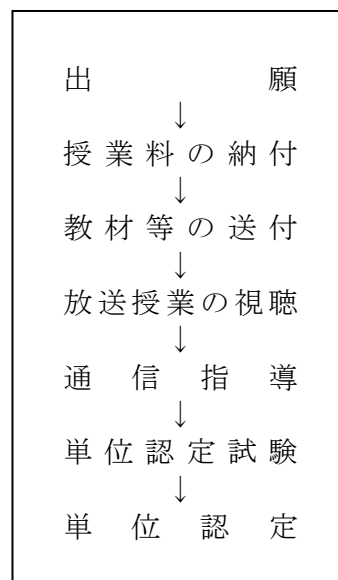 出願
↓
授業料の納付
↓
教材等の送付
↓
放送授業の視聴
↓
通信指導
↓
単位認定試験
↓
単位認定